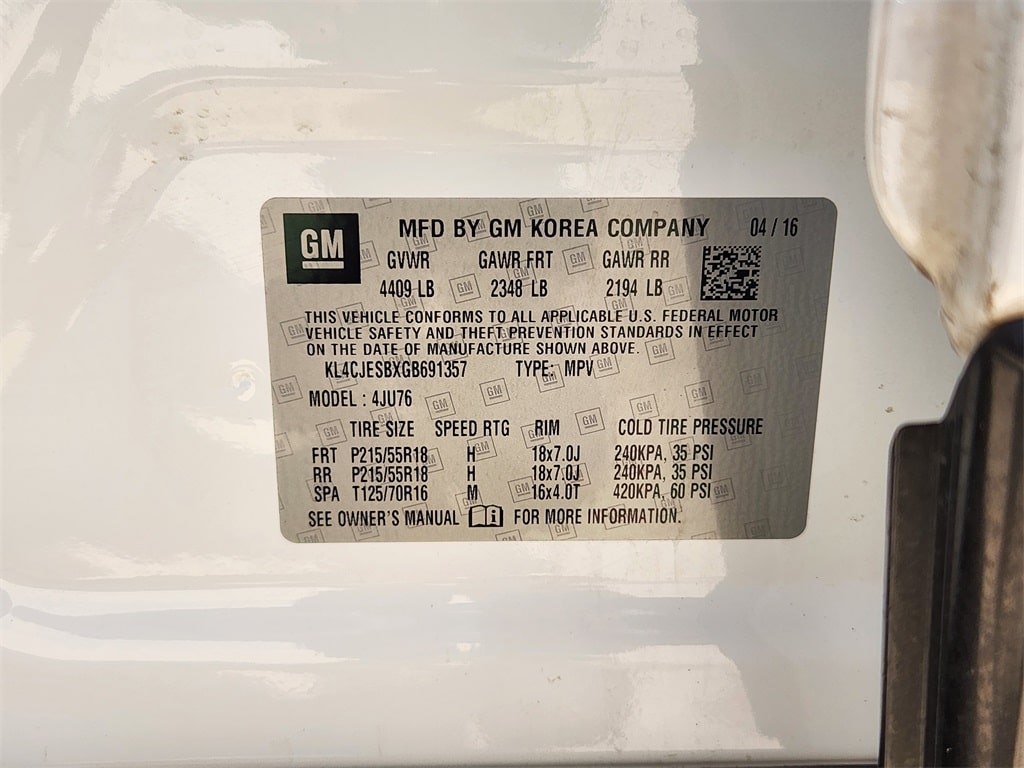 GM MFD BY GM KOREA COMPANY 04 / 16
GVWR GAWR FRT GAWR RR
4409 LB 2348 LB 2194 LB
THIS VEHICLE CONFORMS TO ALL APPLICABLE U.S. FEDERAL MOTOR
VEHICLE SAFETY AND THEFT PREVENTION STANDARDS IN EFFECT
ON THE DATE OF MANUFACTURE SHOWN ABOVE.
KL4CJESBXGB691357 TYPE: MPV
MODEL : 4JU76
TIRE SIZE SPEED RTG RIM COLD TIRE PRESSURE
FRT P215/55R18 H 18x7.0J 240KPA, 35 PSI
RR P215/55R18 H 18x7.0J 240KPA, 35 PSI
SPA T125/70R16 M 16x4.0T 420KPA, 60 PSI
SEE OWNER'S MANUAL FOR MORE INFORMATION.